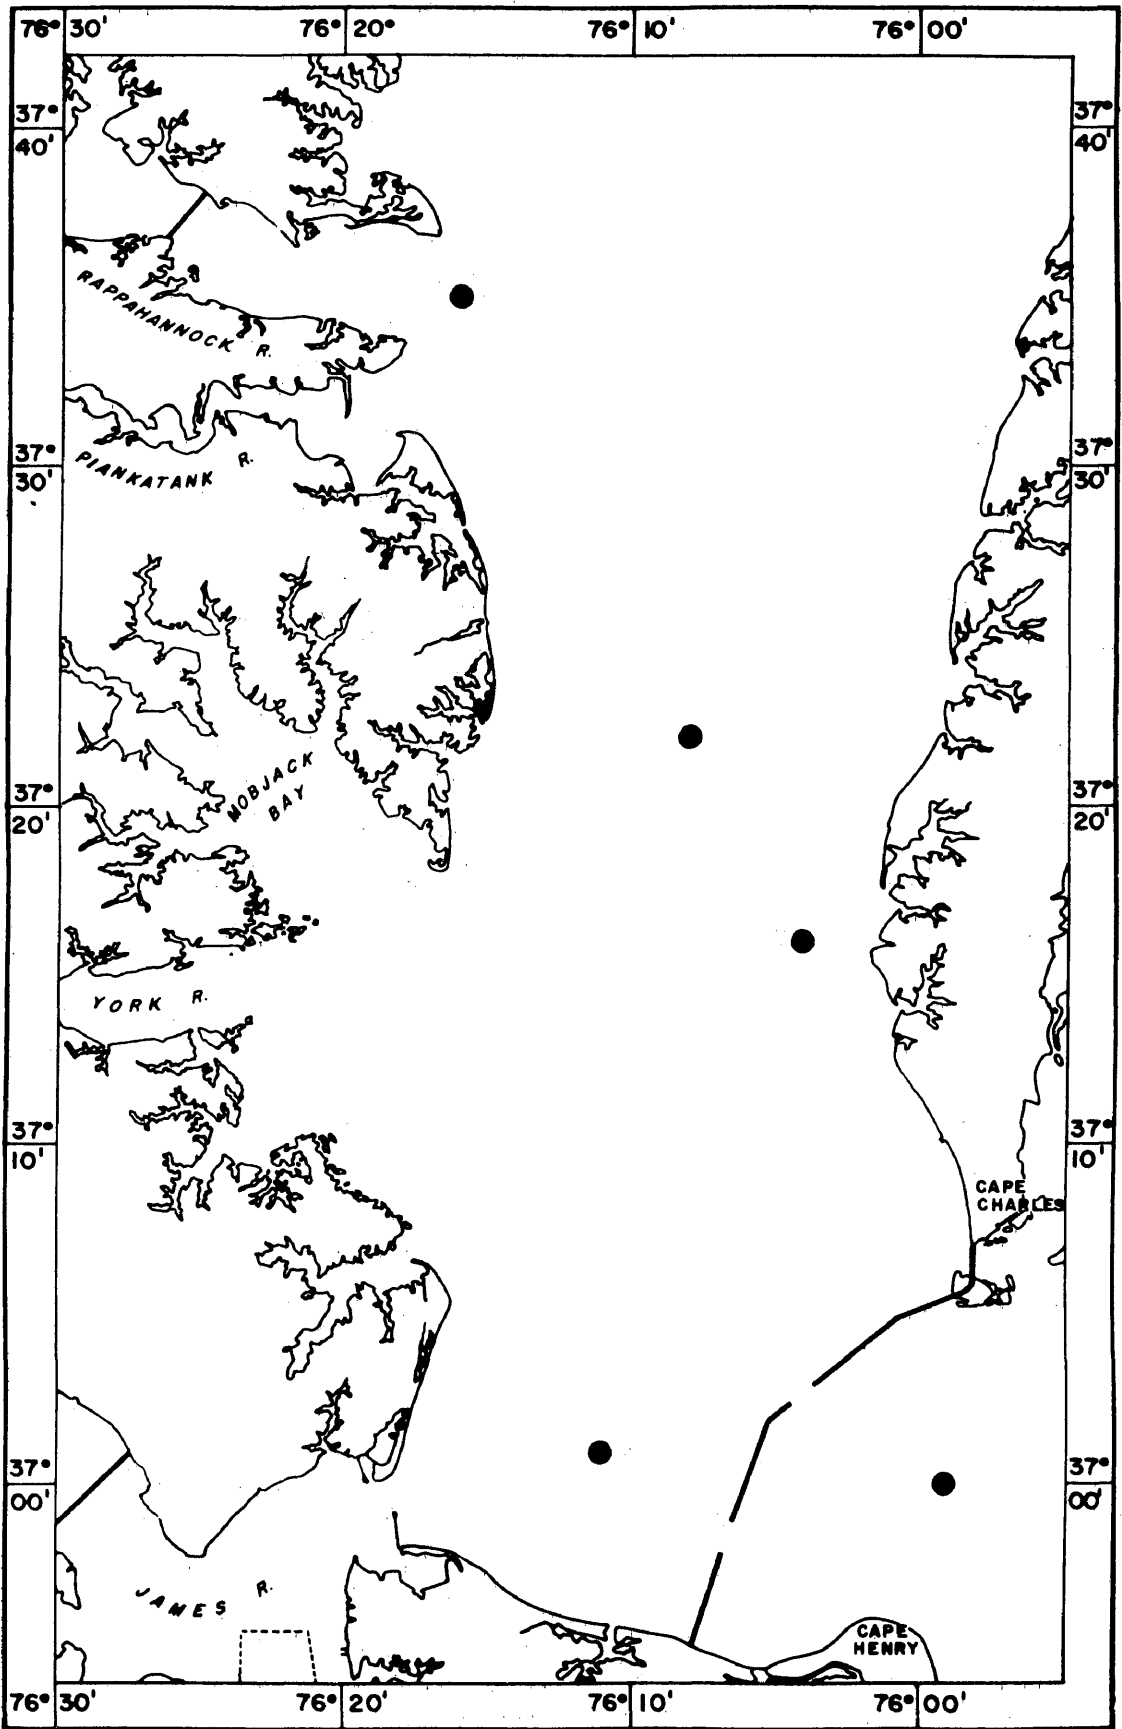 76°30' 76°20' 76°10' 76°00'
37° 37°
40' 40'
RAPPAHANNOCK R.
37° 37°
30' 30'
PIANKATANK R.
MOBJACK
BAY
37° 37°
20' 20'
YORK R.
37° 37°
10' 10'
CAPE
CHARLES
37° 37°
00' 00'
JAMES R.
CAPE
HENRY
76°30' 76°20' 76°10' 76°00'